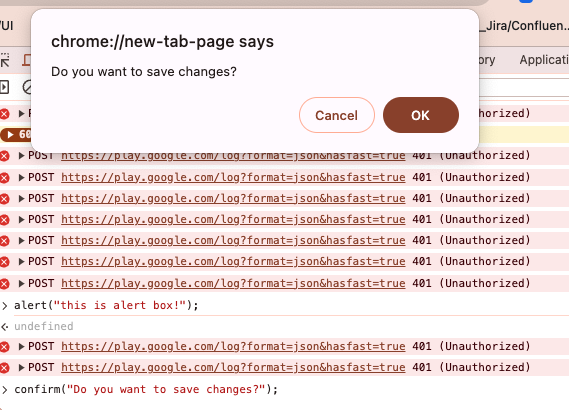 /UI
_Jira/Confluen...
chrome://new-tab-page says
Do you want to save changes?
Cancel
OK
ory
Applicati
orized)
60
POST https://play.google.com/log?format=json&hasfast=true 401 (Unauthorized)
POST https://play.google.com/log?format=json&hasfast=true 401 (Unauthorized)
POST https://play.google.com/log?format=json&hasfast=true 401 (Unauthorized)
POST https://play.google.com/log?format=json&hasfast=true 401 (Unauthorized)
POST https://play.google.com/log?format=json&hasfast=true 401 (Unauthorized)
POST https://play.google.com/log?format=json&hasfast=true 401 (Unauthorized)
POST https://play.google.com/log?format=json&hasfast=true 401 (Unauthorized)
> alert("this is alert box!");
undefined
POST https://play.google.com/log?format=json&hasfast=true 401 (Unauthorized)
POST https://play.google.com/log?format=json&hasfast=true 401 (Unauthorized)
> confirm("Do you want to save changes?");